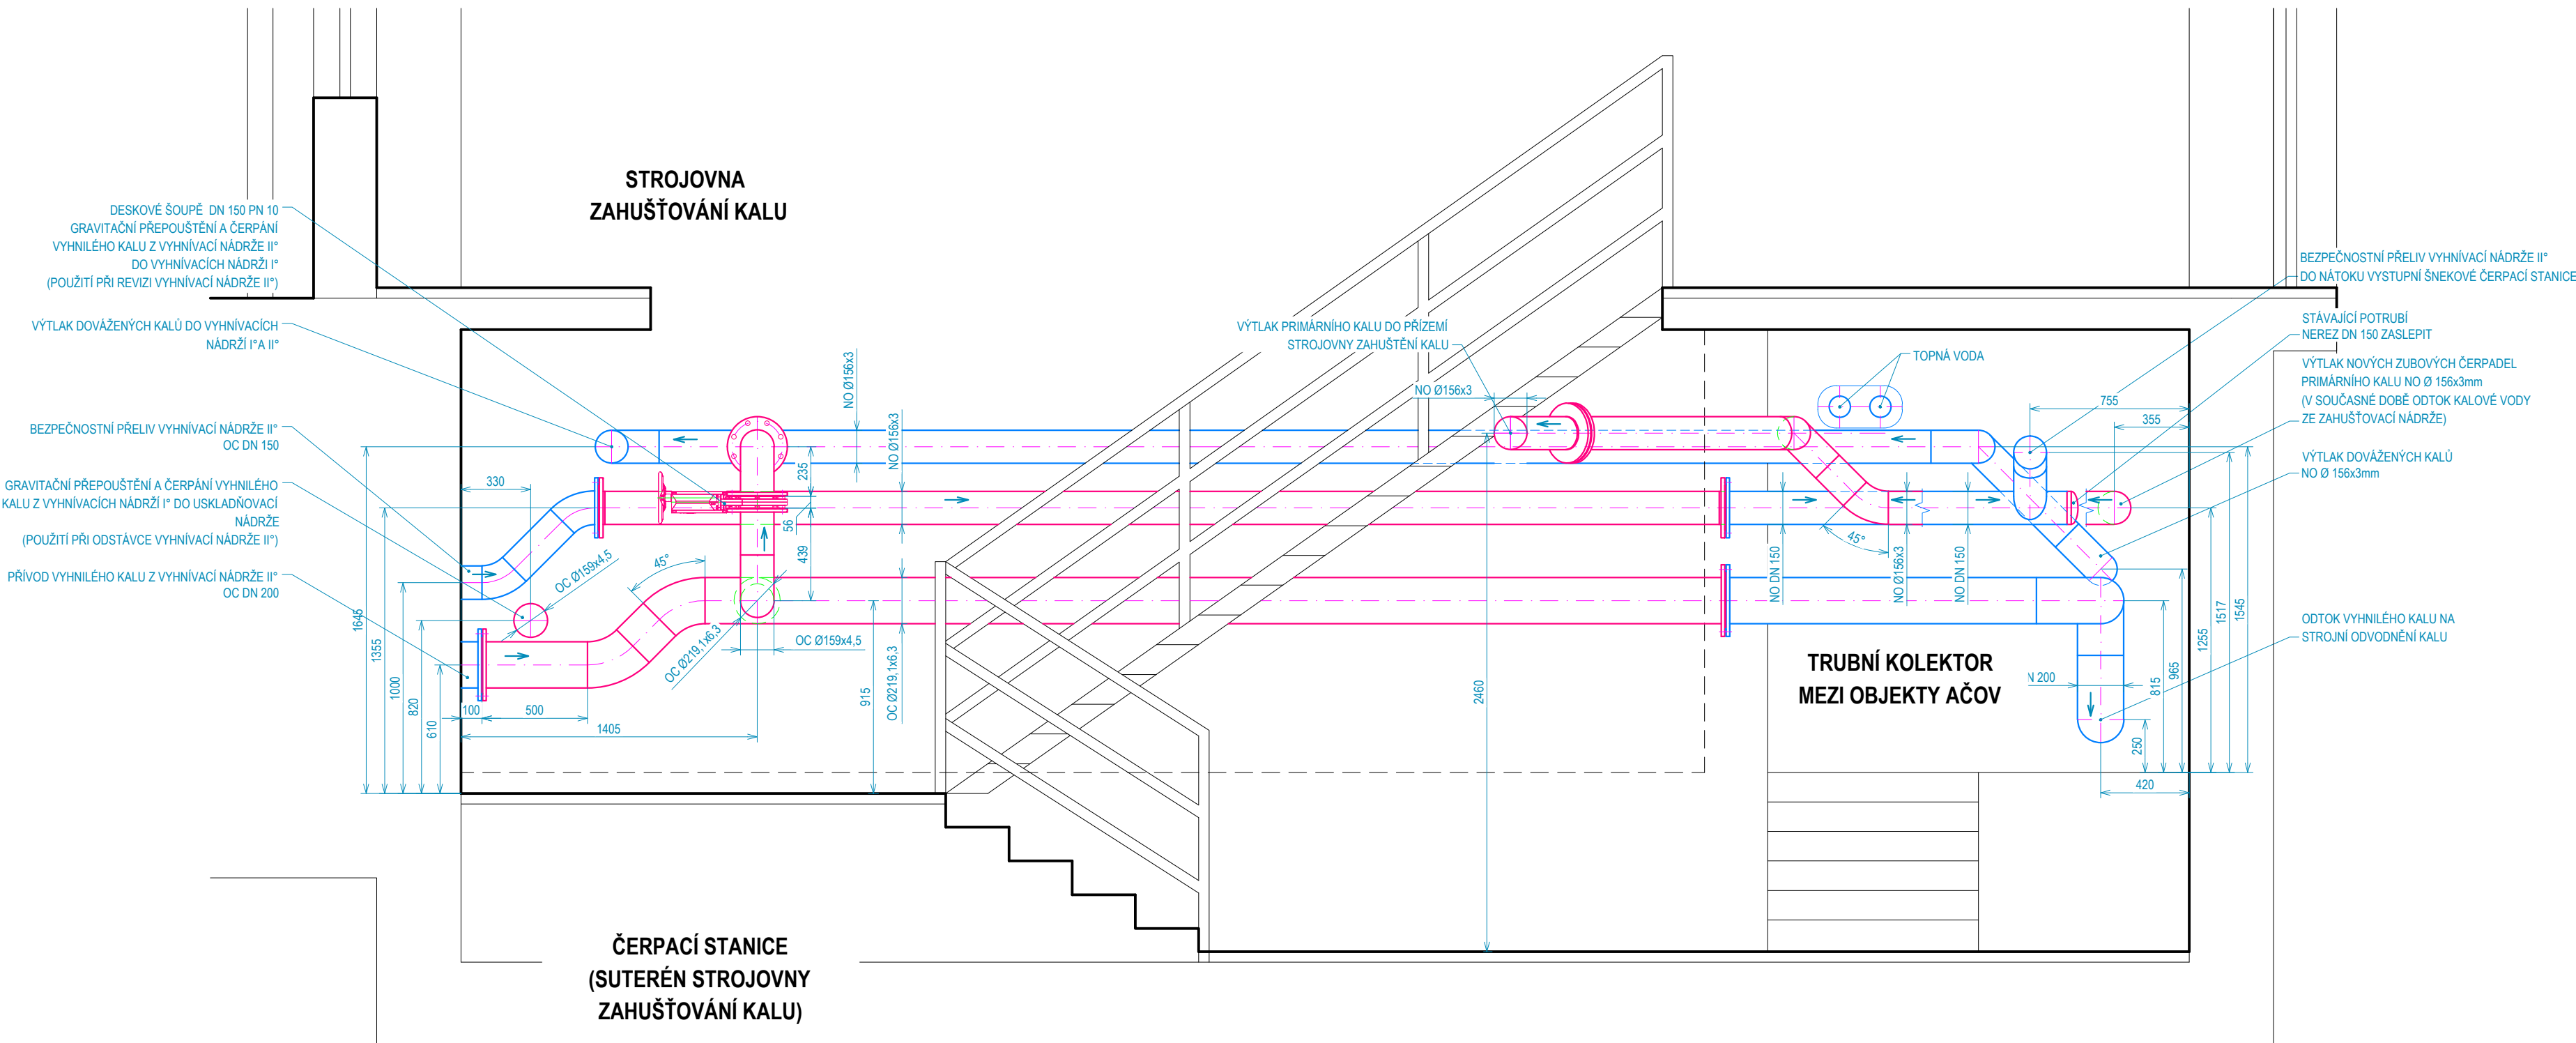 STROJOVNA
ZAHUŠŤOVÁNÍ KALU
DESKOVÉ ŠOUPĚ DN 150 PN 10
GRAVITAČNÍ PŘEPOUŠTĚNÍ A ČERPÁNÍ
VYHNILÉHO KALU Z VYHNÍVACÍ NÁDRŽE II°
DO VYHNÍVACÍCH NÁDRŽI I°
(POUŽITÍ PŘI REVIZI VYHNÍVACÍ NÁDRŽE II°)
VÝTLAK DOVÁŽENÝCH KALŮ DO VYHNÍVACÍCH
NÁDRŽÍ I°A II°
BEZPEČNOSTNÍ PŘELIV VYHNÍVACÍ NÁDRŽE II°
OC DN 150
GRAVITAČNÍ PŘEPOUŠTĚNÍ A ČERPÁNÍ VYHNILÉHO
KALU Z VYHNÍVACÍCH NÁDRŽÍ I° DO USKLADŇOVACÍ
NÁDRŽE
(POUŽITÍ PŘI ODSTÁVCE VYHNÍVACÍ NÁDRŽE II°)
PŘÍVOD VYHNILÉHO KALU Z VYHNÍVACÍ NÁDRŽE II°
OC DN 200
1645
1355
1000
820
610
330
100
500
1405
OC Ø159x4,5
45°
OC Ø219,1x6,3
OC Ø159x4,5
NO Ø156x3
NO Ø156x3
235
56
439
915
OC Ø219,1x6,3
VÝTLAK PRIMÁRNÍHO KALU DO PŘÍZEMÍ
STROJOVNY ZAHUŠTĚNÍ KALU
NO Ø156x3
2460
TOPNÁ VODA
45°
NO DN 150
NO Ø156x3
NO DN 150
755
355
BEZPEČNOSTNÍ PŘELIV VYHNÍVACÍ NÁDRŽE II°
DO NÁTOKU VYSTUPNÍ ŠNEKOVÉ ČERPACÍ STANICE
STÁVAJÍCÍ POTRUBÍ
NEREZ DN 150 ZASLEPIT
VÝTLAK NOVÝCH ZUBOVÝCH ČERPADEL
PRIMÁRNÍHO KALU NO Ø 156x3mm
(V SOUČASNÉ DOBĚ ODTOK KALOVÉ VODY
ZE ZAHUŠŤOVACÍ NÁDRŽE)
VÝTLAK DOVÁŽENÝCH KALŮ
NO Ø 156x3mm
ODTOK VYHNILÉHO KALU NA
STROJNÍ ODVODNĚNÍ KALU
TRUBNÍ KOLEKTOR
MEZI OBJEKTY AČOV
N 200
250
815
965
1255
1517
1545
420
ČERPACÍ STANICE
(SUTERÉN STROJOVNY
ZAHUŠŤOVÁNÍ KALU)